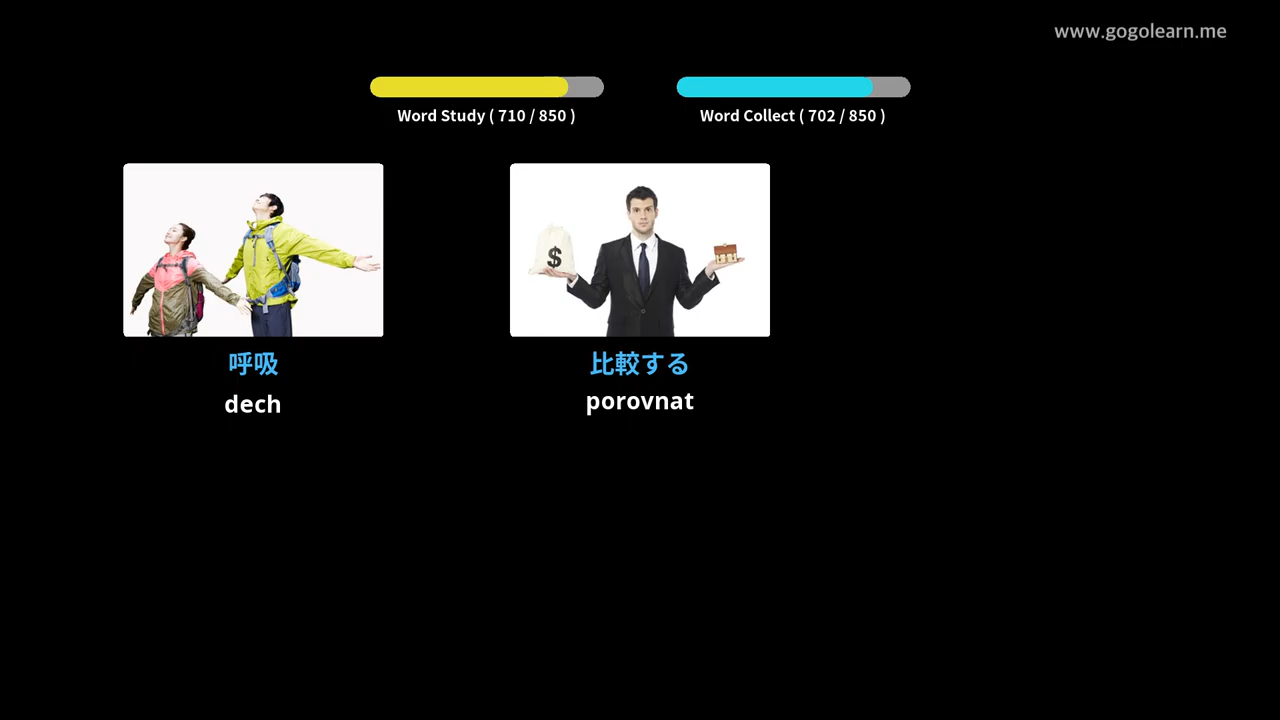 www.gogolearn.me
Word Study ( 710 / 850 )
Word Collect ( 702 / 850 )
$
呼吸
dech
比較する
porovnat